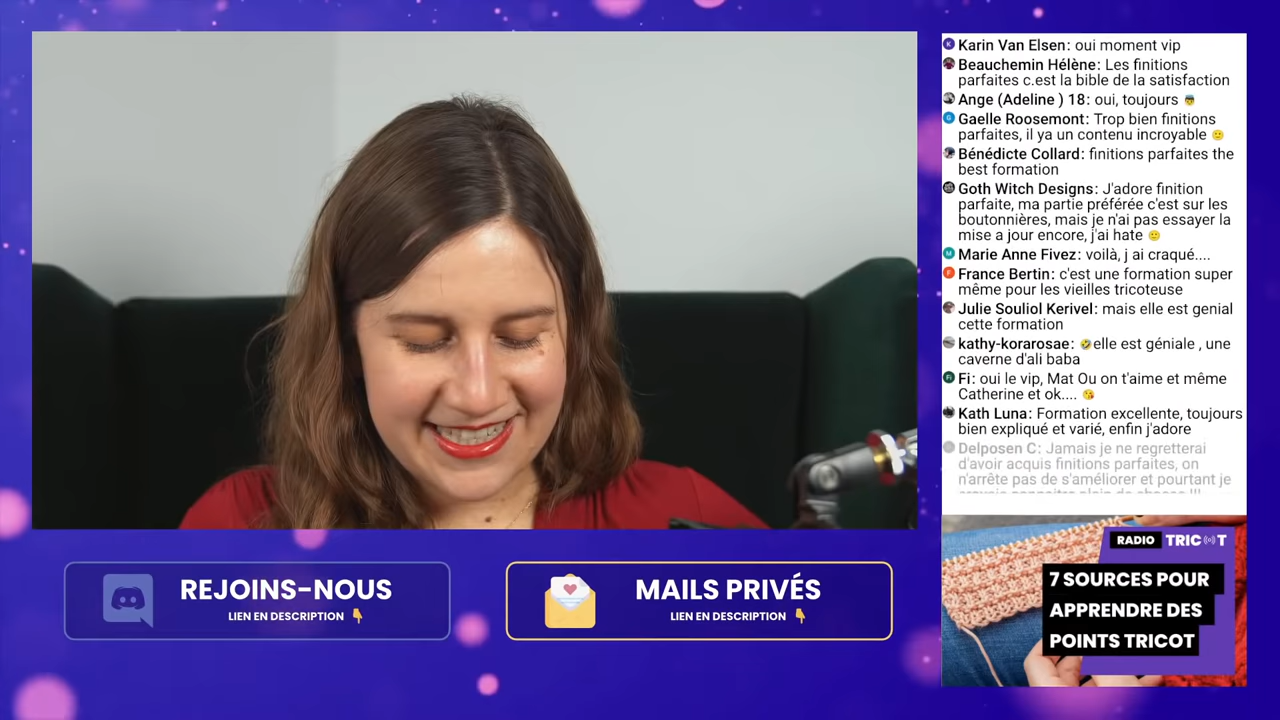 Karin Van Elsen: oui moment vip
Beauchemin Hélène: Les finitions
parfaites c.est la bible de la satisfaction
Ange (Adeline ) 18: oui, toujours
Gaelle Roosemont: Trop bien finitions
parfaites, il ya un contenu incroyable
Bénédicte Collard: finitions parfaites the
best formation
Goth Witch Designs: J'adore finition
parfaite, ma partie préférée c'est sur les
boutonnières, mais je n'ai pas essayer la
mise a jour encore, j'ai hate
Marie Anne Fivez: voilà, j ai craqué....
France Bertin: c'est une formation super
même pour les vieilles tricoteuse
Julie Souliol Kerivel: mais elle est genial
cette formation
kathy-korarosae: elle est géniale , une
caverne d'ali baba
Fi: oui le vip, Mat Ou on t'aime et même
Catherine et ok....
Kath Luna: Formation excellente, toujours
bien expliqué et varié, enfin j'adore
Delposen C: Jamais je ne regretterai
d'avoir acquis finitions parfaites, on
n'arrête pas de s'améliorer et pourtant je
REJOINS-NOUS
LIEN EN DESCRIPTION
MAILS PRIVÉS
LIEN EN DESCRIPTION
RADIO TRICOT
7 SOURCES POUR
APPRENDRE DES
POINTS TRICOT